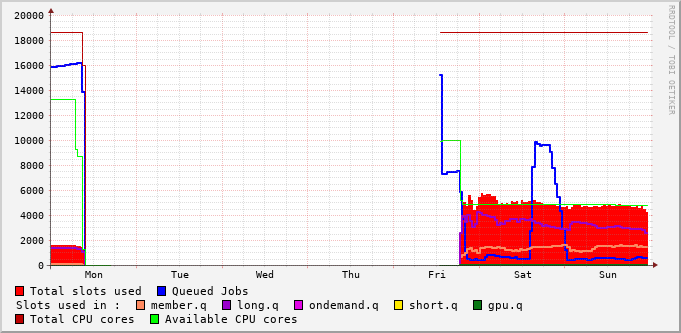 20000
18000
16000
14000
12000
10000
8000
6000
4000
2000
0
Mon Tue Wed Thu Fri Sat Sun
RRDTOOL / TOBI OETIKER
Total slots used Queued Jobs
Slots used in : member.q long.q ondemand.q short.q gpu.q
Total CPU cores Available CPU cores